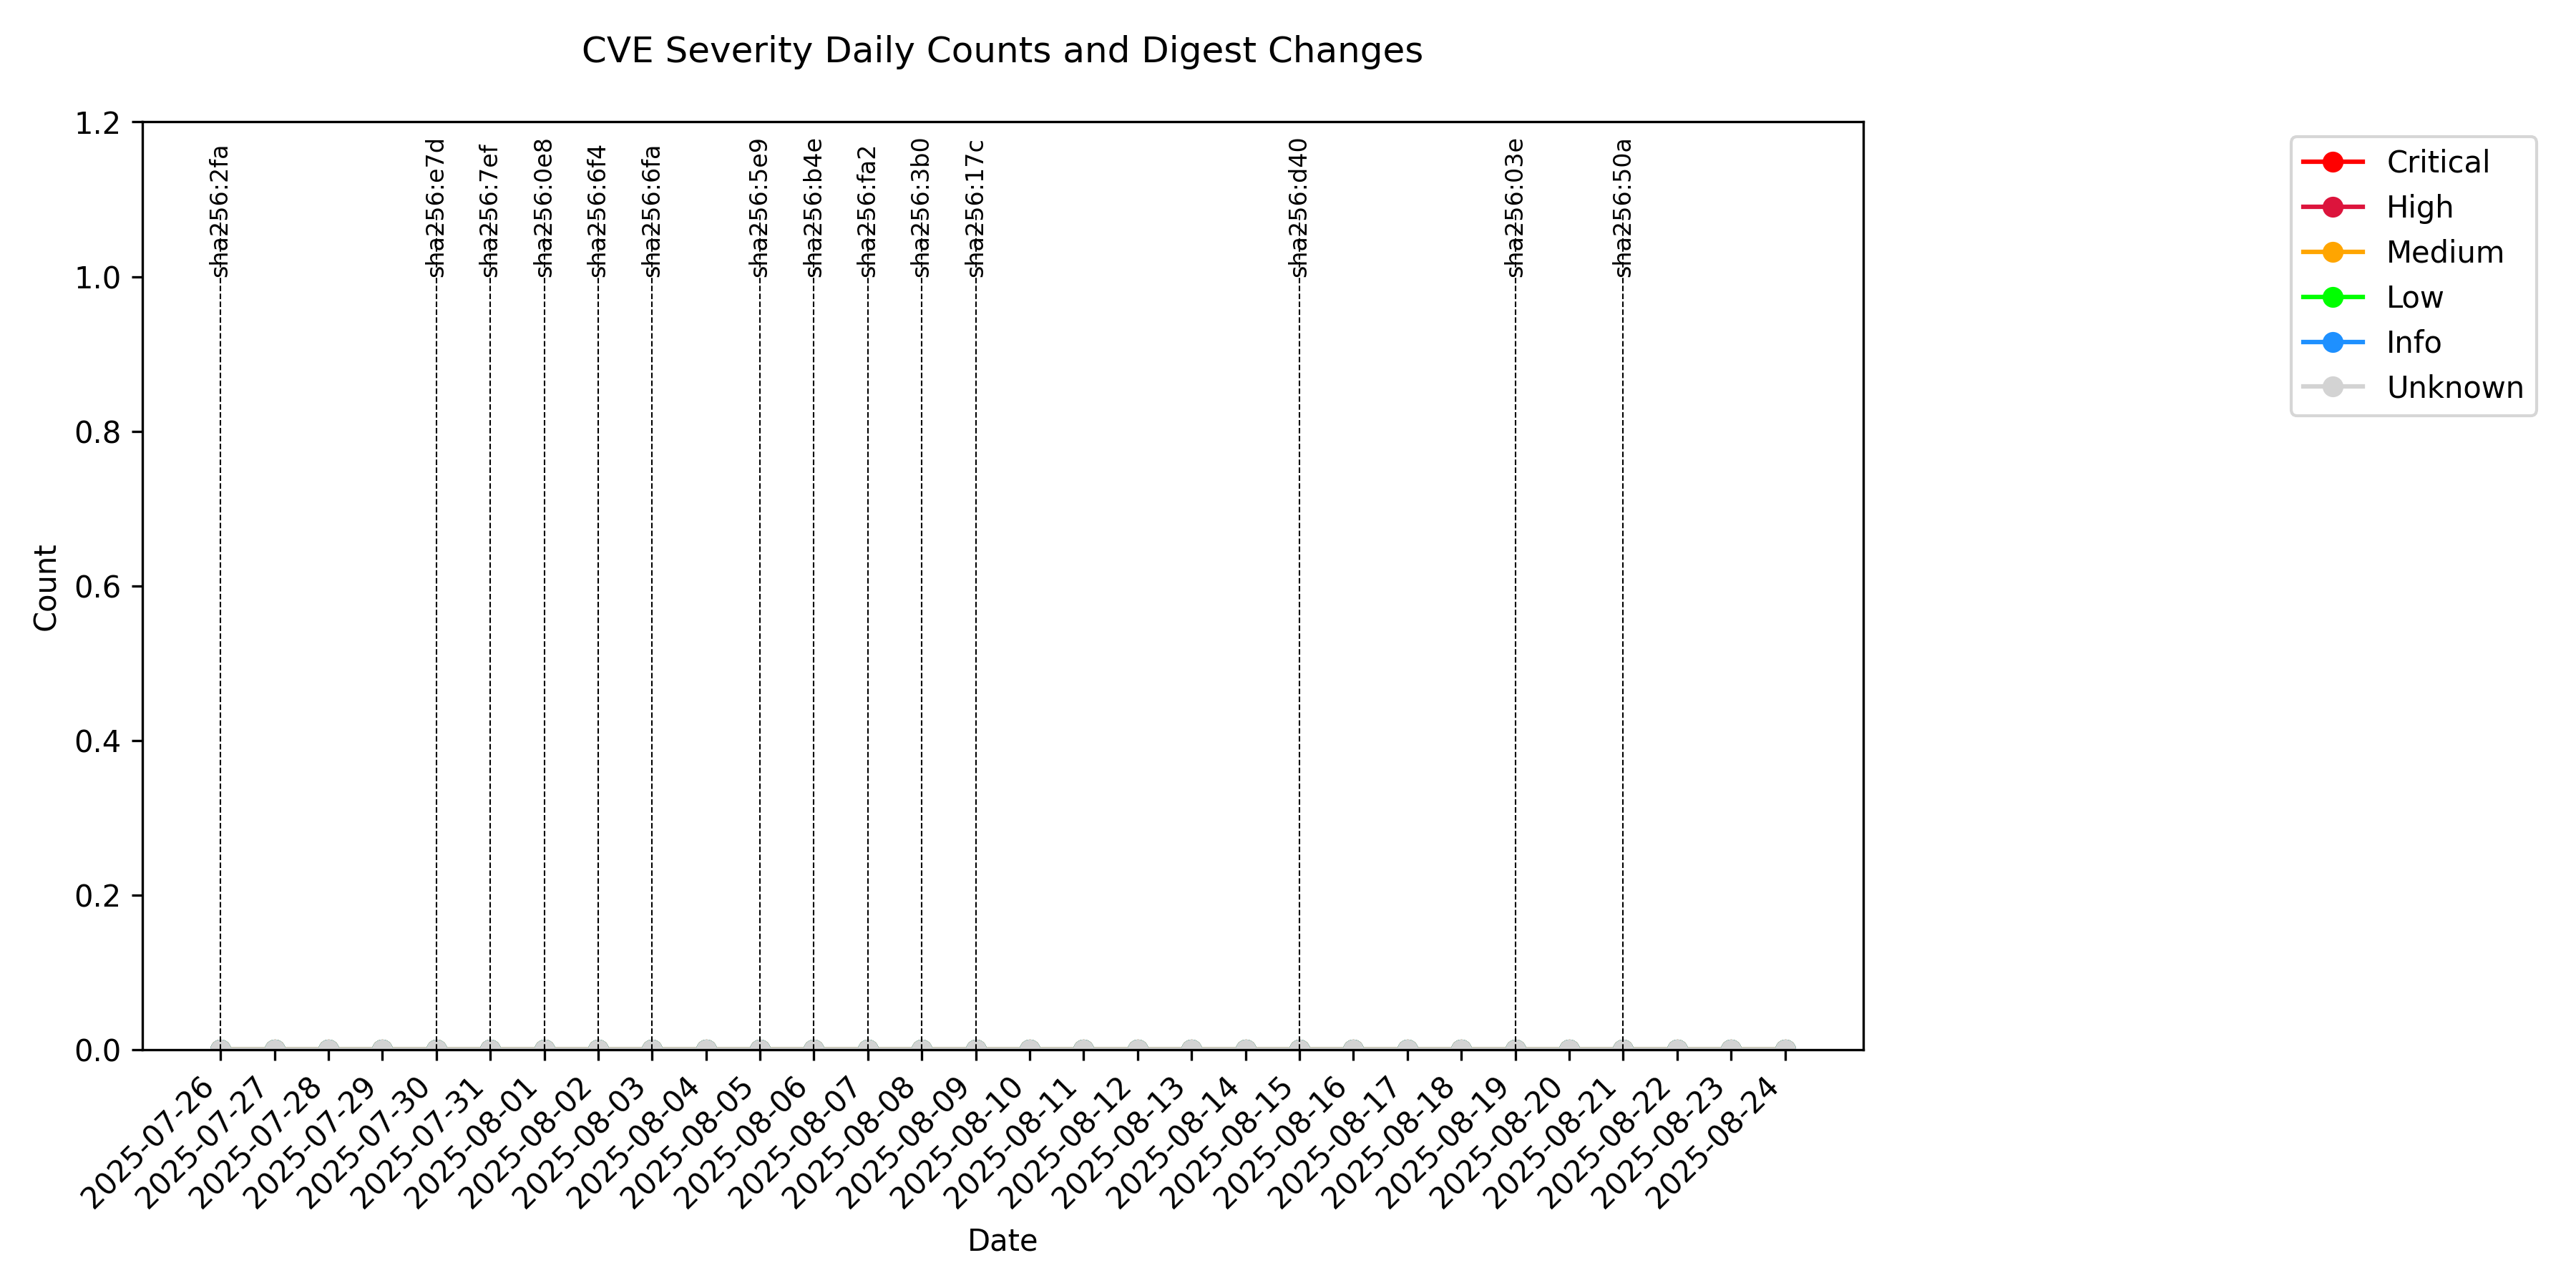 CVE Severity Daily Counts and Digest Changes
1.2
1.0
0.8
0.6
0.4
0.2
0.0
Count
sha256:2fa
sha256:e7d
sha256:7ef
sha256:0e8
sha256:6f4
sha256:6fa
sha256:5e9
sha256:b4e
sha256:fa2
sha256:3b0
sha256:17c
sha256:d40
sha256:03e
sha256:50a
2025-07-26
2025-07-27
2025-07-28
2025-07-29
2025-07-30
2025-07-31
2025-08-01
2025-08-02
2025-08-03
2025-08-04
2025-08-05
2025-08-06
2025-08-07
2025-08-08
2025-08-09
2025-08-10
2025-08-11
2025-08-12
2025-08-13
2025-08-14
2025-08-15
2025-08-16
2025-08-17
2025-08-18
2025-08-19
2025-08-20
2025-08-21
2025-08-22
2025-08-23
2025-08-24
Date
Critical
High
Medium
Low
Info
Unknown